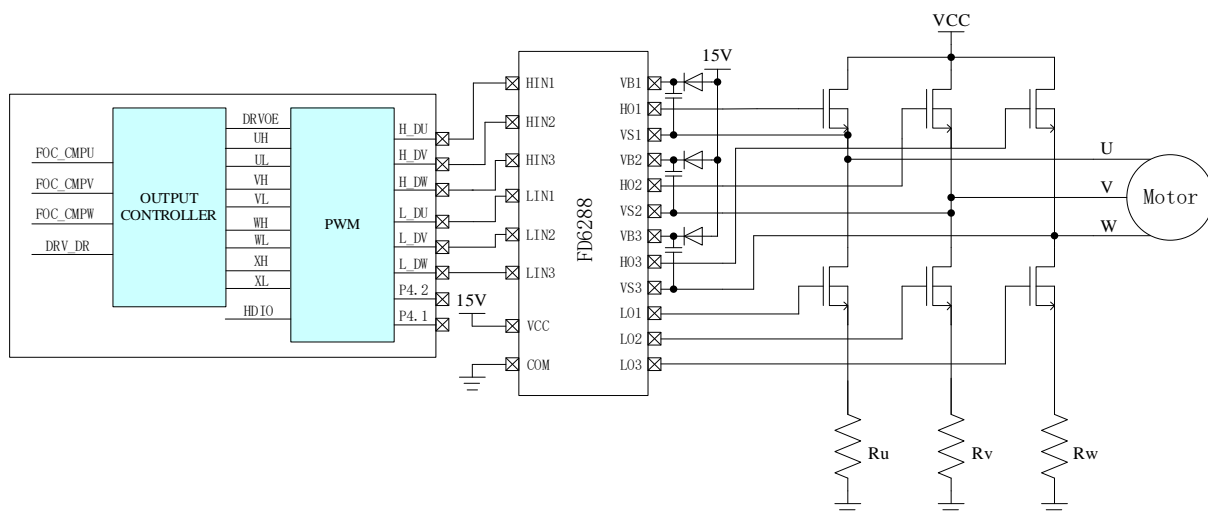 FOC_CMPU
FOC_CMPV
FOC_CMPW
DRV_DR
OUTPUT
CONTROLLER
DRVOE
UH
UL
VH
VL
WH
WL
XH
XL
HDIO
PWM
H_DU
H_DV
H_DW
L_DU
L_DV
L_DW
P4.2
P4.1
15V
HIN1
HIN2
HIN3
LIN1
LIN2
LIN3
VCC
COM
FD6288
VB1
HO1
VS1
VB2
HO2
VS2
VB3
HO3
VS3
LO1
LO2
LO3
15V
VCC
U
V
W
Motor
Ru
Rv
Rw